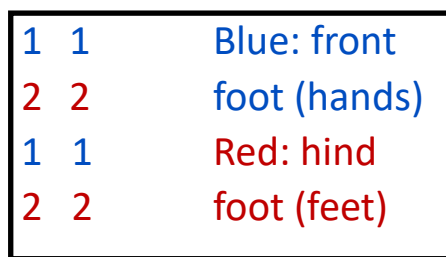 1 1 Blue: front
2 2 foot (hands)
1 1 Red: hind
2 2 foot (feet)